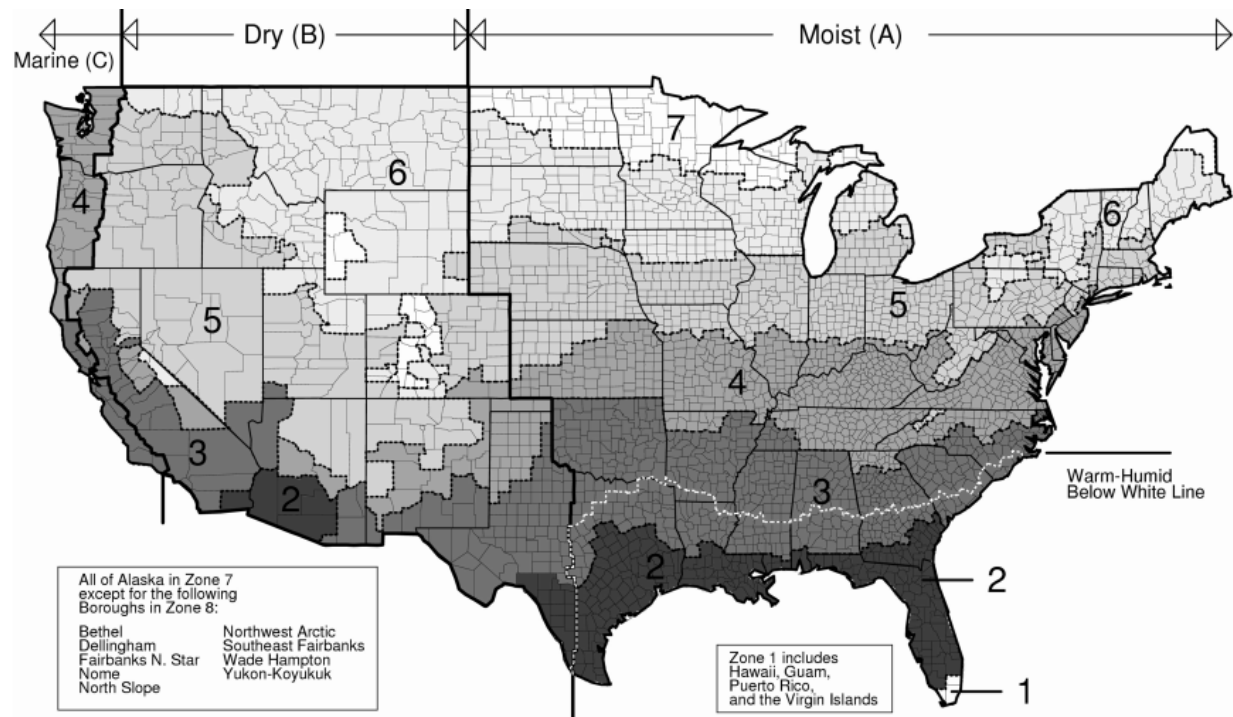 Marine (C)
Dry (B)
Moist (A)
7
6
4
6
5
5
4
3
3
2
2
Warm-Humid
Below White Line
2
1
All of Alaska in Zone 7
except for the following
Boroughs in Zone 8:
Bethel
Dellingham
Fairbanks N. Star
Nome
North Slope
Northwest Arctic
Southeast Fairbanks
Wade Hampton
Yukon-Koyukuk
Zone 1 includes
Hawaii, Guam,
Puerto Rico,
and the Virgin Islands